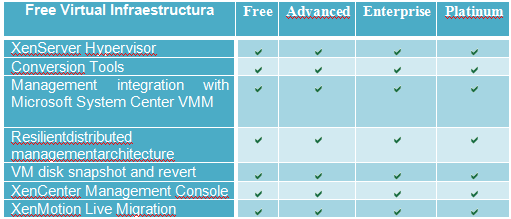 Free Virtual Infraestructura Free Advanced Enterprise Platinum
XenServer Hypervisor ✓ ✓ ✓ ✓
Conversion Tools ✓ ✓ ✓ ✓
Management integration with ✓ ✓ ✓ ✓
Microsoft System Center VMM
Resilientdistributed ✓ ✓ ✓ ✓
managementarchitecture
VM disk snapshot and revert ✓ ✓ ✓ ✓
XenCenter Management Console ✓ ✓ ✓ ✓
XenMotion Live Migration ✓ ✓ ✓ ✓